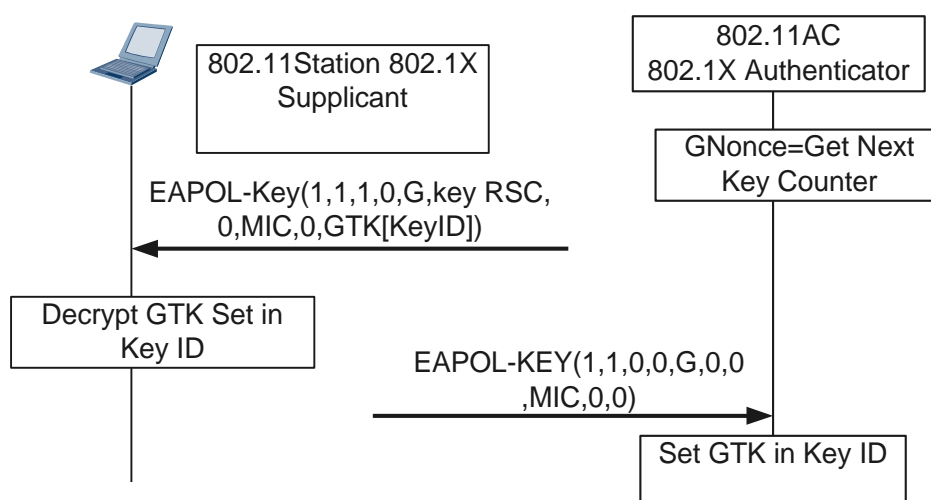 802.11Station 802.1X
Supplicant
802.11AC
802.1X Authenticator
GNonce=Get Next
Key Counter
EAPOL-Key(1,1,1,0,G,key RSC,
0,MIC,0,GTK[KeyID])
Decrypt GTK Set in
Key ID
EAPOL-KEY(1,1,0,0,G,0,0
,MIC,0,0)
Set GTK in Key ID